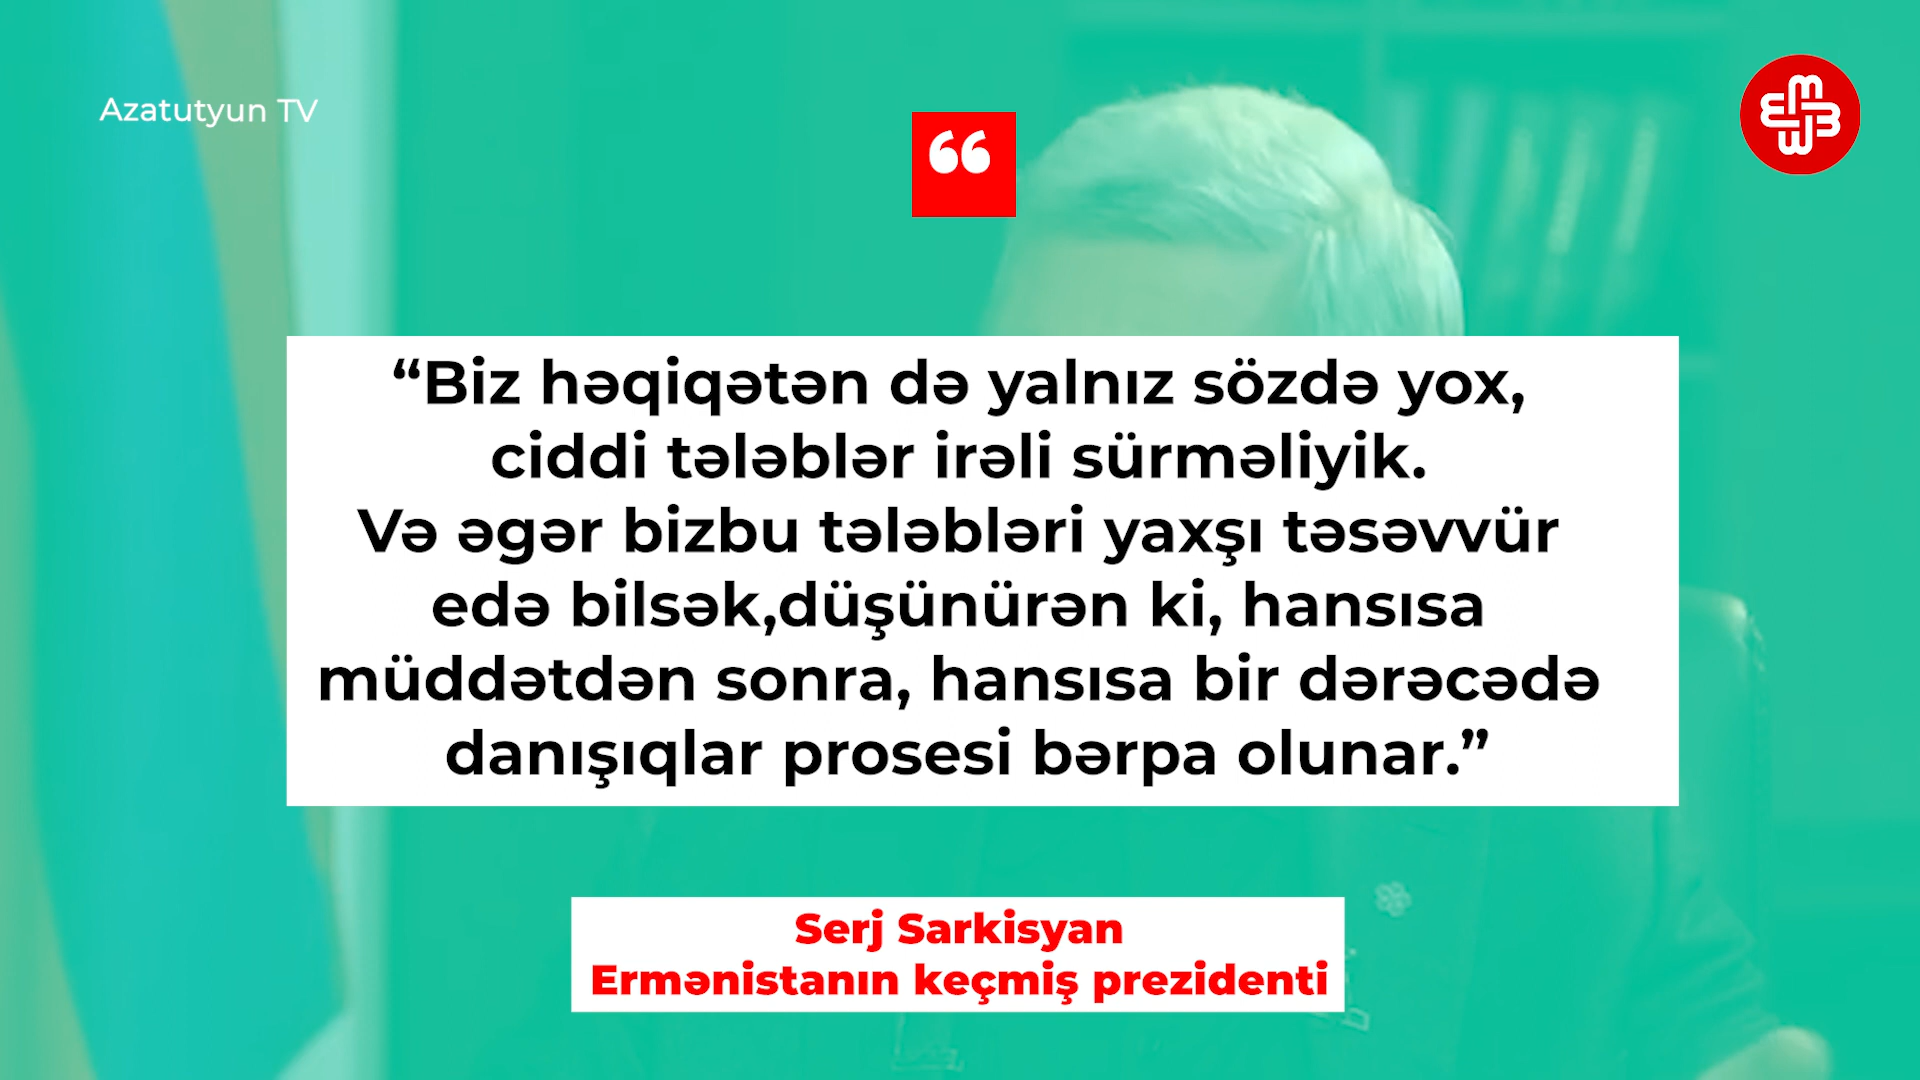 Azatutyun TV
“Biz həqiqətən də yalnız sözdə yox,
ciddi tələblər irəli sürməliyik.
Və əgər bizbu tələbləri yaxşı təsəvvür
edə bilsək,düşünürən ki, hansısa
müddətdən sonra, hansısa bir dərəcədə
danışıqlar prosesi bərpa olunar.”
Serj Sarkisyan
Ermənistanın keçmiş prezidenti